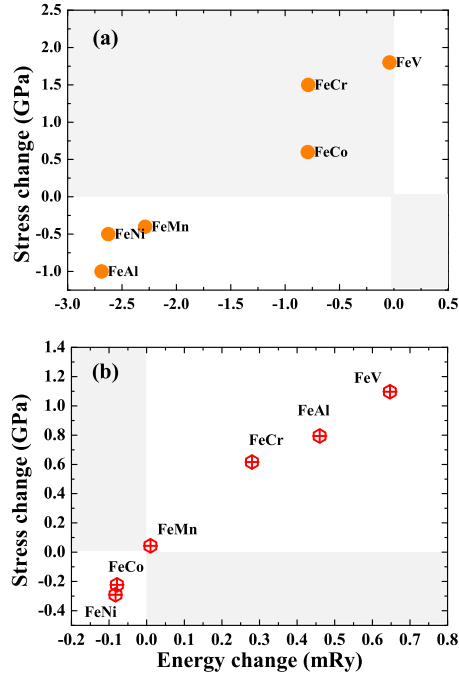 (a)
2.5
2.0
1.5
1.0
0.5
0.0
-0.5
-1.0
Stress change (GPa)
FeV
FeCr
FeCo
FeMn
FeNi
FeAl
-3.0 -2.5 -2.0 -1.5 -1.0 -0.5 0.0 0.5
(b)
1.4
1.2
1.0
0.8
0.6
0.4
0.2
0.0
-0.2
-0.4
Stress change (GPa)
FeV
FeAl
FeCr
FeMn
FeCo
FeNi
-0.2 -0.1 0.0 0.1 0.2 0.3 0.4 0.5 0.6 0.7 0.8
Energy change (mRy)